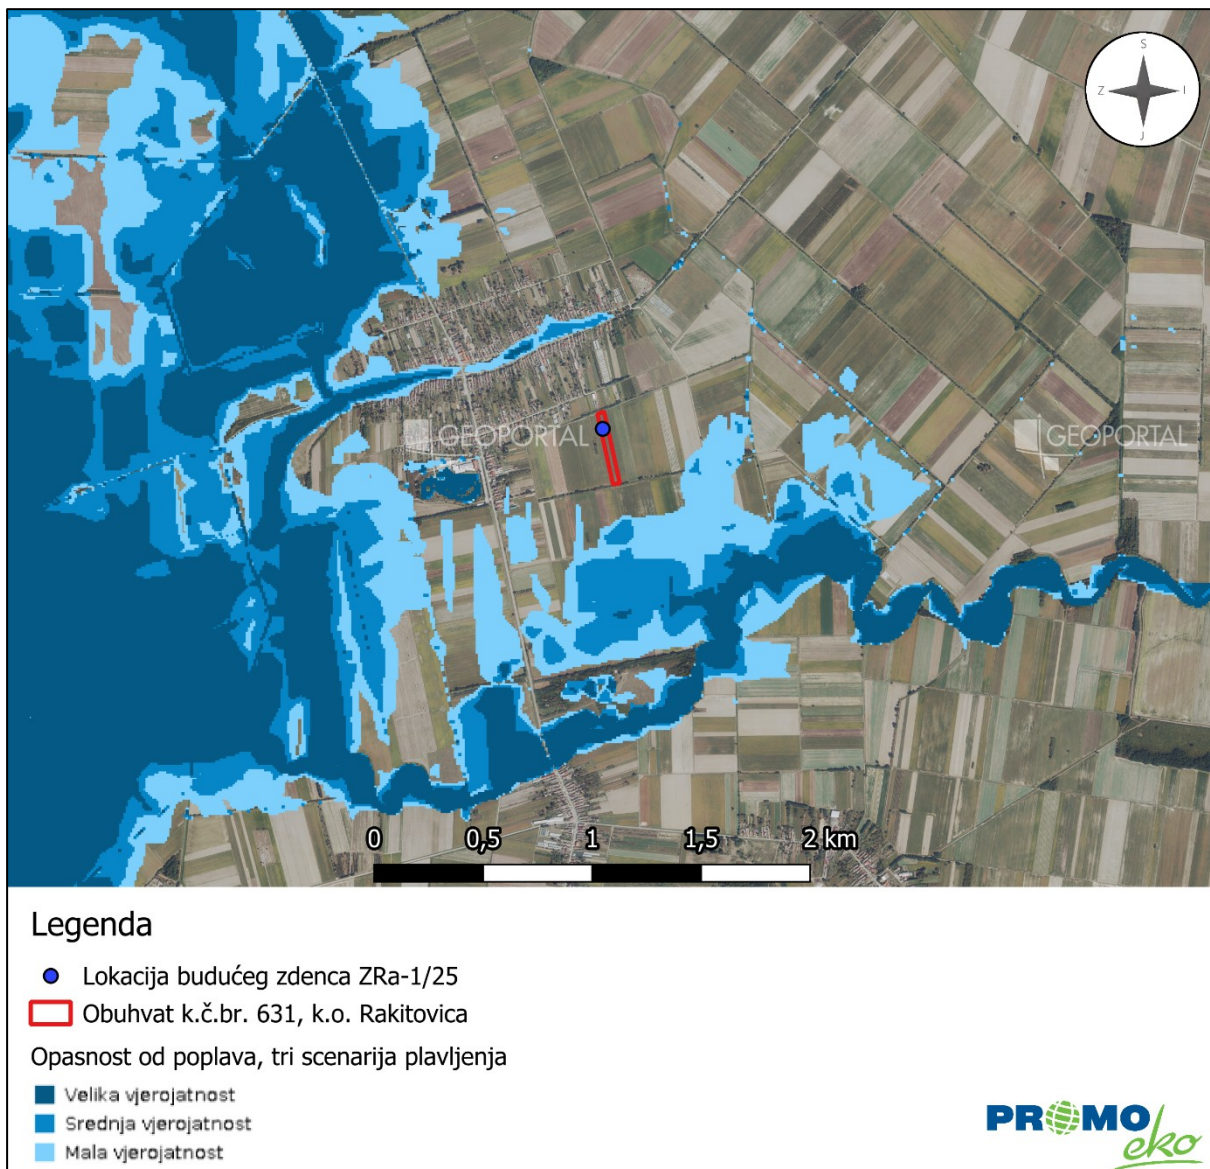 S
Z
I
J
GEOPORTAL
GEOPORTAL
0 0,5 1 1,5 2 km
Legenda
Lokacija budućeg zdenca ZRa-1/25
Obuhvat k.č.br. 631, k.o. Rakitovica
Opasnost od poplava, tri scenarija plavljenja
Velika vjerojatnost
Srednja vjerojatnost
Mala vjerojatnost
PROMO
eko